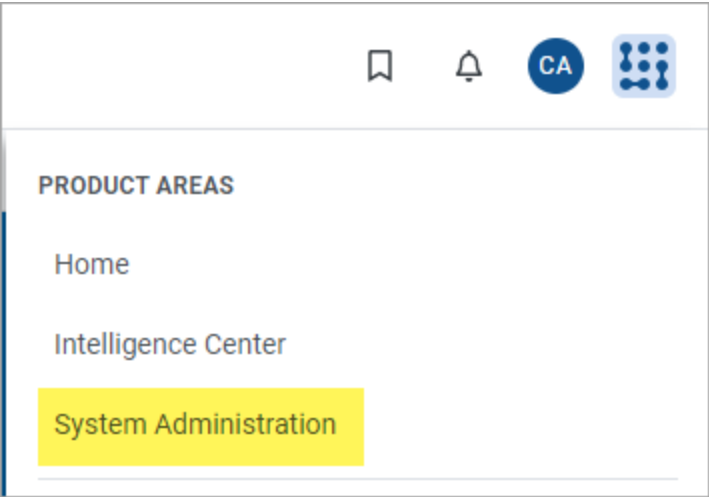 CA
PRODUCT AREAS
Home
Intelligence Center
System Administration